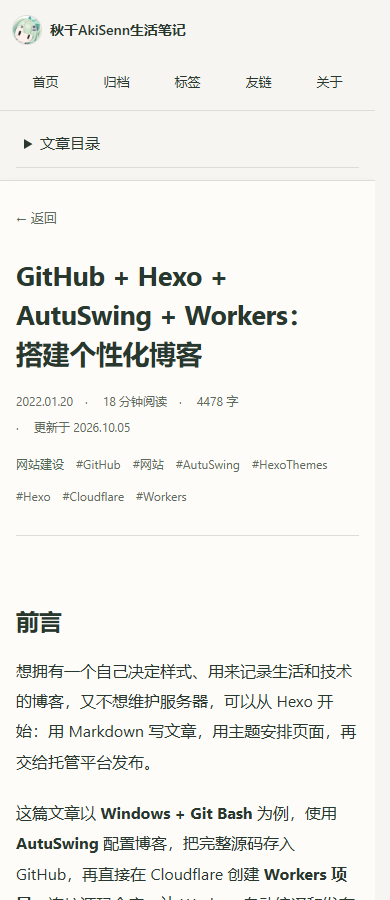 秋千AkiSenn生活笔记
首页 归档 标签 友链 关于
▶ 文章目录
← 返回
GitHub + Hexo +
AutuSwing + Workers：
搭建个性化博客
2022.01.20 · 18 分钟阅读 · 4478 字
· 更新于 2026.10.05
网站建设 #GitHub #网站 #AutuSwing #HexoThemes
#Hexo #Cloudflare #Workers
前言
想拥有一个自己决定样式、用来记录生活和技术
的博客，又不想维护服务器，可以从 Hexo 开
始：用 Markdown 写文章，用主题安排页面，再
交给托管平台发布。
这篇文章以 Windows + Git Bash 为例，使用
AutuSwing 配置博客，把完整源码存入
GitHub，再直接在 Cloudflare 创建 Workers 项